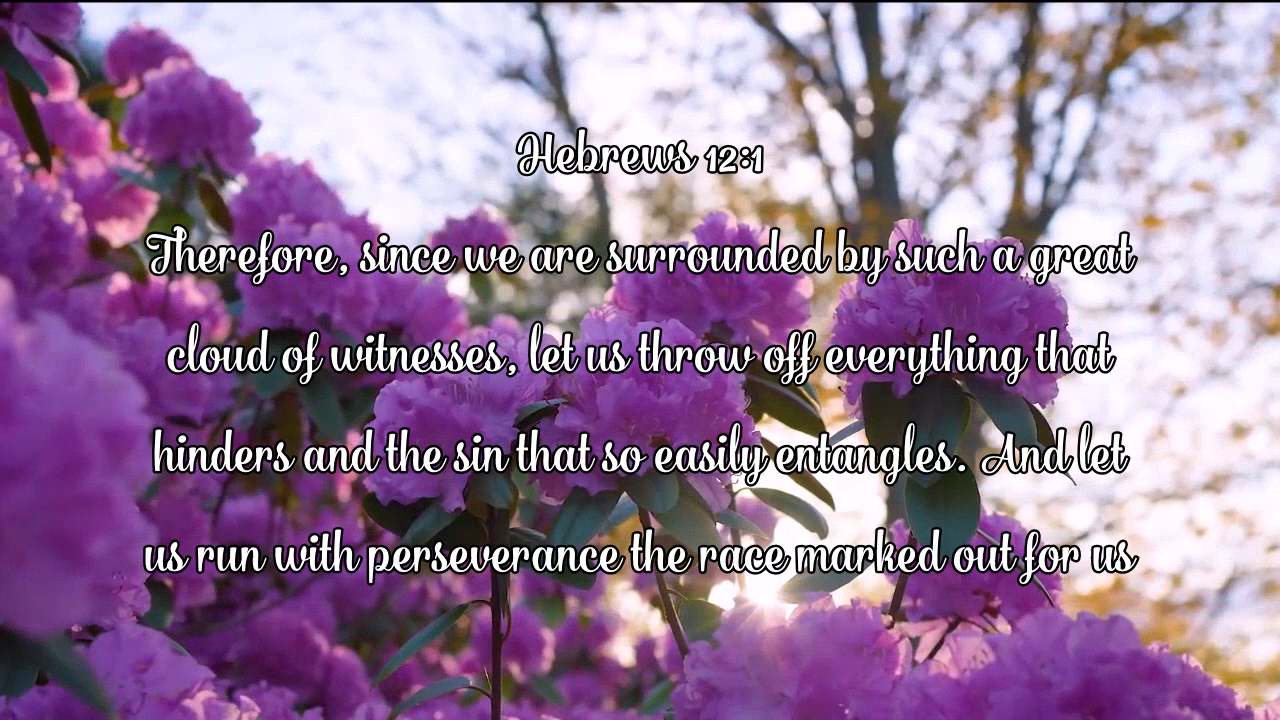 Hebrews 12:1
Therefore, since we are surrounded by such a great
cloud of witnesses, let us throw off everything that
hinders and the sin that so easily entangles. And let
us run with perseverance the race marked out for us